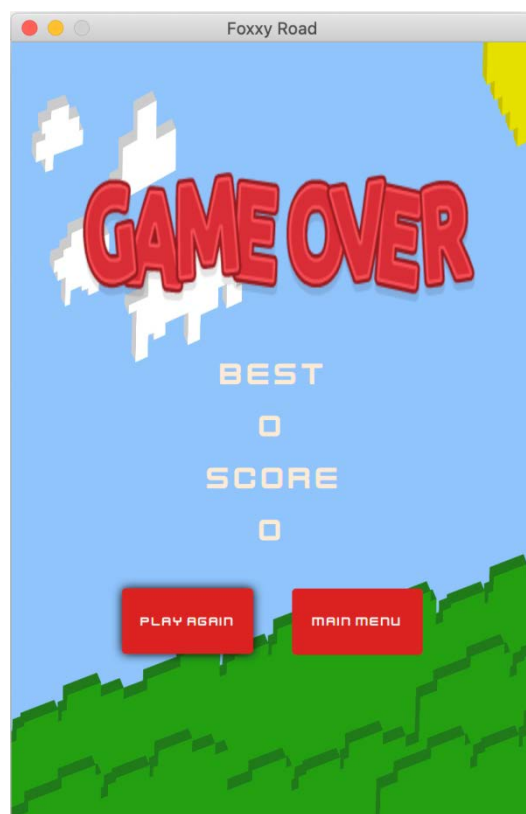 Foxxy Road
GAME OVER
BEST
0
SCORE
0
PLAY AGAIN
MAIN MENU